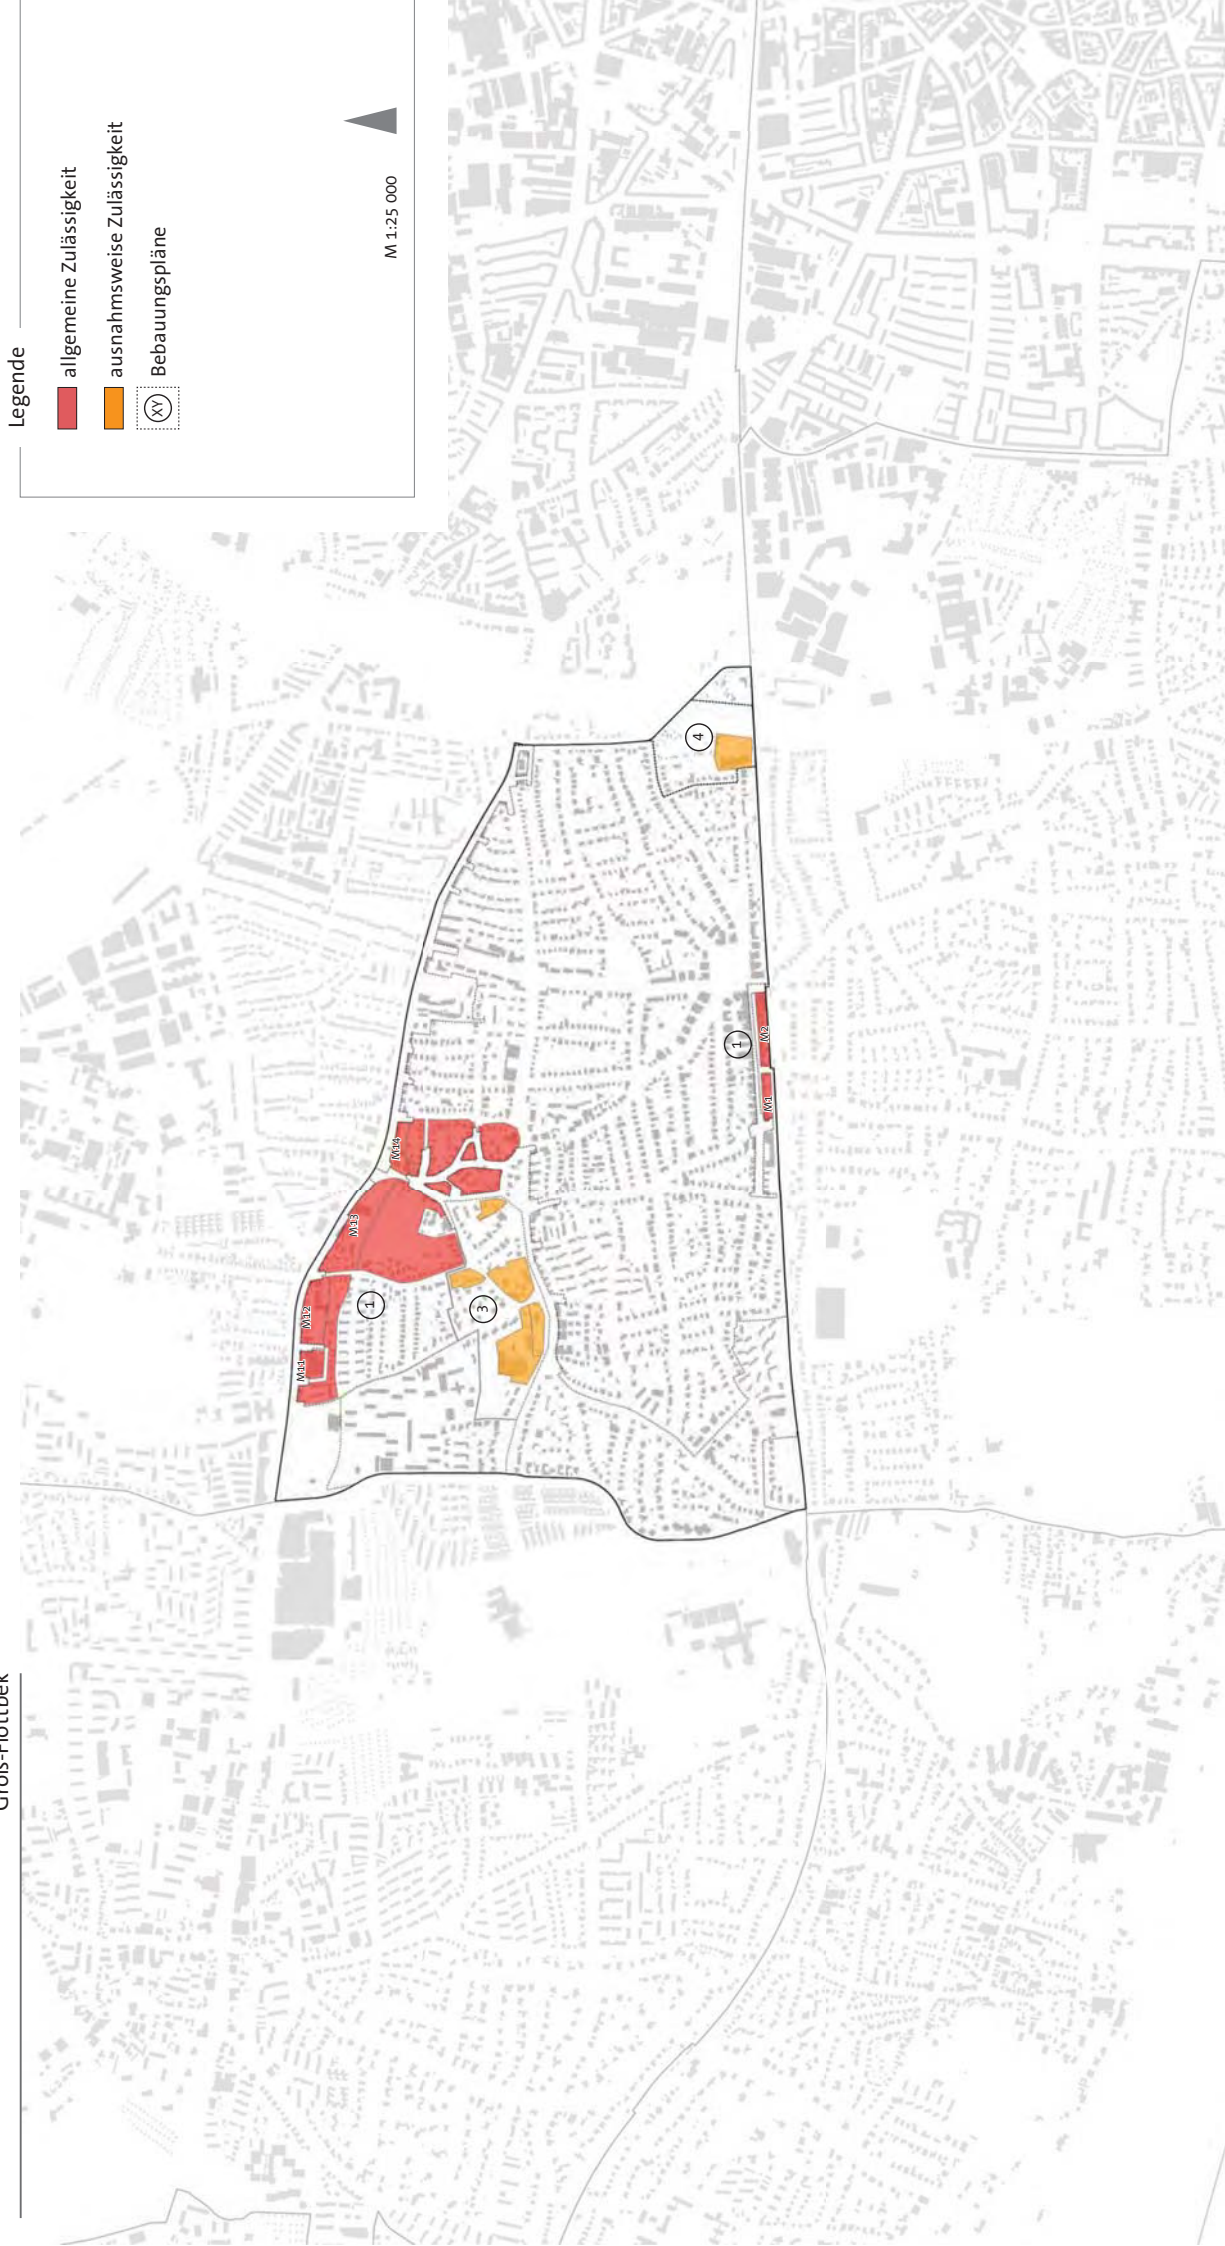 Groß-Flottbek
Legende
allgemeine Zulässigkeit
ausnahmsweise Zulässigkeit
XY Bebauungspläne
M 1:25 000
M11
M12
M13
M14
1
3
4
1
M1
M2